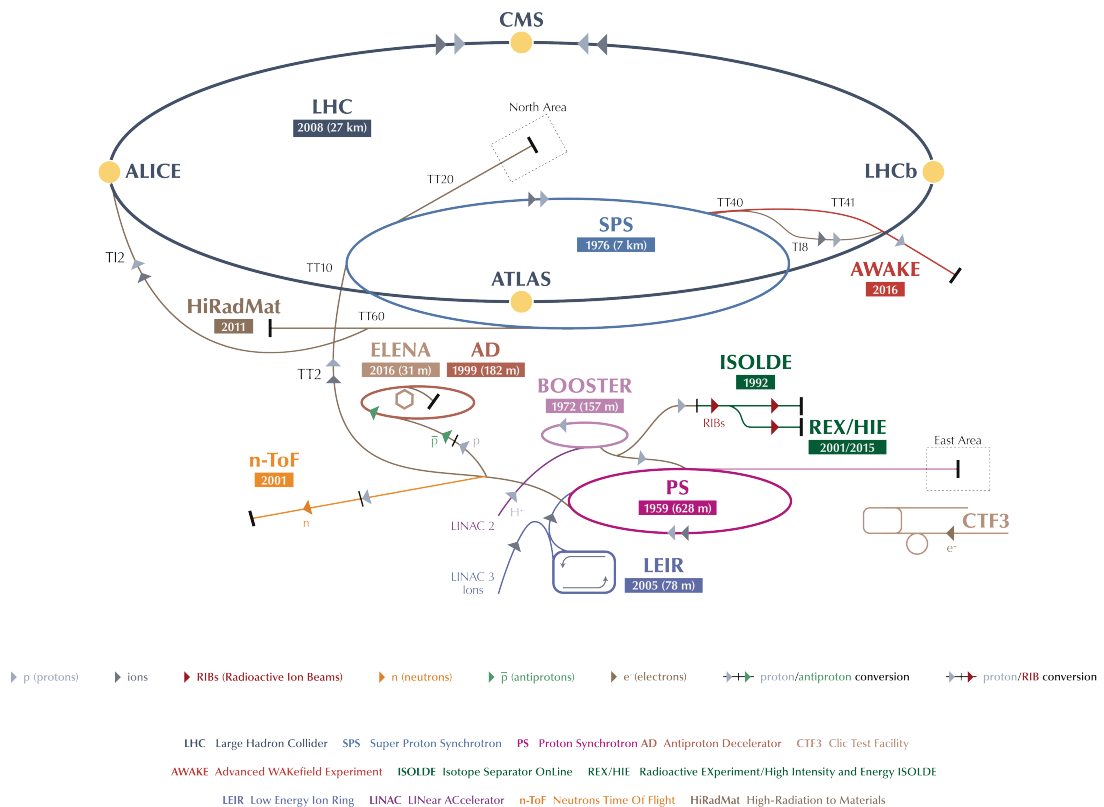 CMS
LHC
2008 (27 km)
North Area
ALICE
LHCb
TT20
TT40
TT41
SPS
1976 (7 km)
TI8
TI2
TT10
AWAKE
2016
ATLAS
HiRadMat
2011
TT60
ELENA
2016 (31 m)
AD
1999 (182 m)
TT2
ISOLDE
1992
BOOSTER
1972 (157 m)
RIBs
REX/HIE
2001/2015
p̅
p
East Area
n-ToF
2001
n
PS
1959 (628 m)
LINAC 2
H⁺
CTF3
e⁻
LINAC 3
Ions
LEIR
2005 (78 m)
p (protons) ions RIBs (Radioactive Ion Beams) n (neutrons) p̅ (antiprotons) e⁻ (electrons) proton/antiproton conversion proton/RIB conversion
LHC Large Hadron Collider SPS Super Proton Synchrotron PS Proton Synchrotron AD Antiproton Decelerator CTF3 Clic Test Facility
AWAKE Advanced WAKefield Experiment ISOLDE Isotope Separator OnLine REX/HIE Radioactive EXperiment/High Intensity and Energy ISOLDE
LEIR Low Energy Ion Ring LINAC LINear ACcelerator n-ToF Neutrons Time Of Flight HiRadMat High-Radiation to Materials